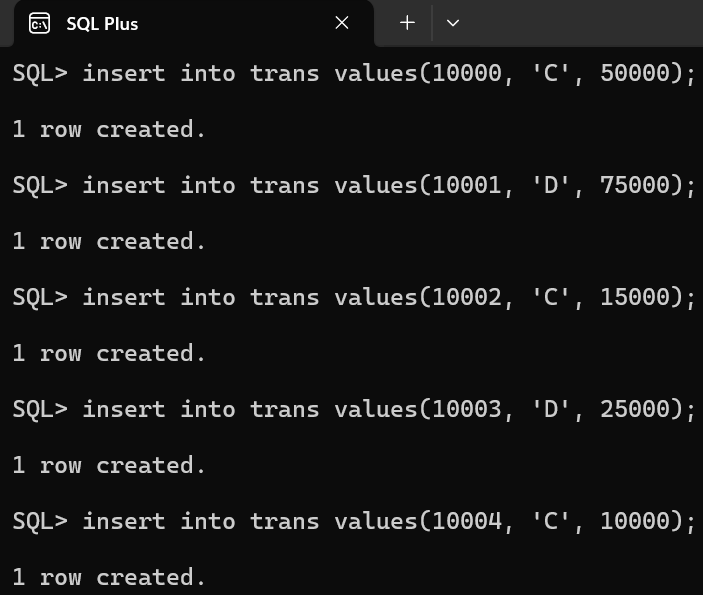 SQL Plus
SQL> insert into trans values(10000, 'C', 50000);
1 row created.
SQL> insert into trans values(10001, 'D', 75000);
1 row created.
SQL> insert into trans values(10002, 'C', 15000);
1 row created.
SQL> insert into trans values(10003, 'D', 25000);
1 row created.
SQL> insert into trans values(10004, 'C', 10000);
1 row created.